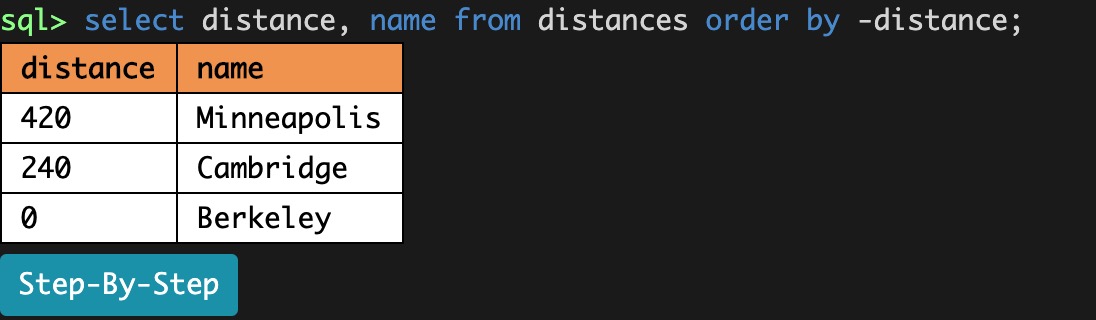 sql> select distance, name from distances order by -distance;
distance name
420 Minneapolis
240 Cambridge
0 Berkeley
Step-By-Step